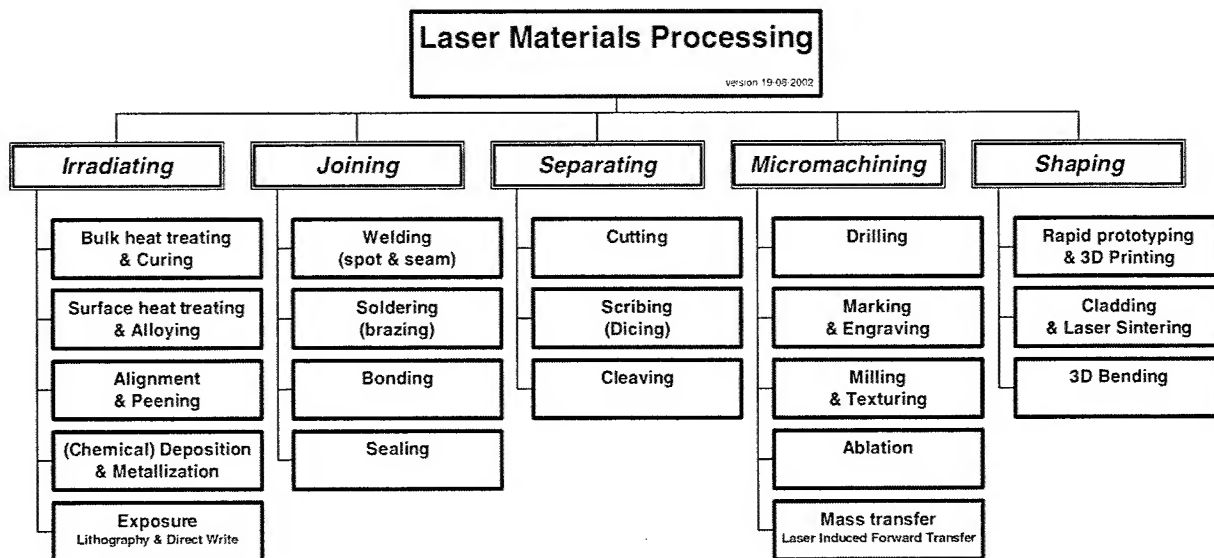 Laser Materials Processing
version 19-08-2002
Irradiating
Joining
Separating
Micromachining
Shaping
Bulk heat treating
& Curing
Surface heat treating
& Alloying
Alignment
& Peening
(Chemical) Deposition
& Metallization
Exposure
Lithography & Direct Write
Welding
(spot & seam)
Soldering
(brazing)
Bonding
Sealing
Cutting
Scribing
(Dicing)
Cleaving
Drilling
Marking
& Engraving
Milling
& Texturing
Ablation
Mass transfer
Laser Induced Forward Transfer
Rapid prototyping
& 3D Printing
Cladding
& Laser Sintering
3D Bending